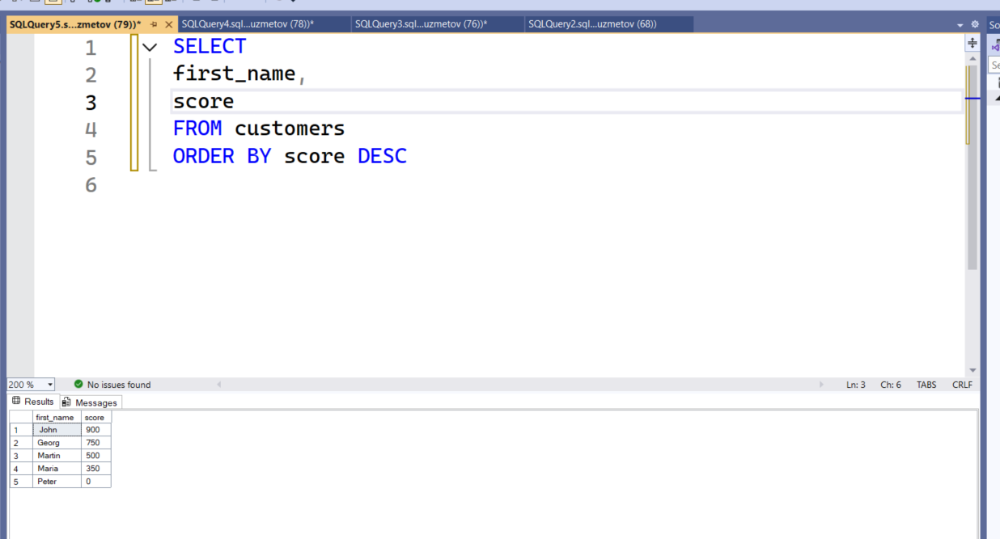 SQLQuery5.s...zmetov (79))* SQLQuery4.sql...uzmetov (78))* SQLQuery3.sql...uzmetov (76))* SQLQuery2.sql...uzmetov (68))
1 SELECT
2 first_name,
3 score
4 FROM customers
5 ORDER BY score DESC
6
200 % No issues found Ln: 3 Ch: 6 TABS CRLF
Results Messages
first_name score
1 John 900
2 Georg 750
3 Martin 500
4 Maria 350
5 Peter 0